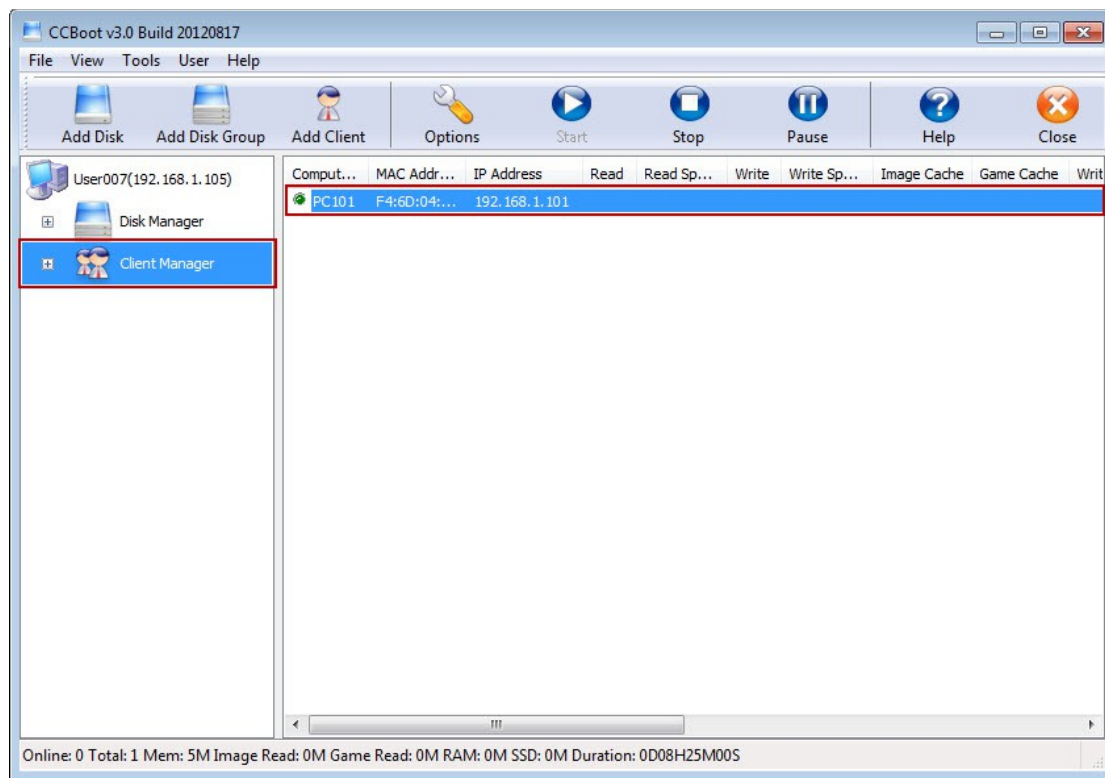 CCBoot v3.0 Build 20120817
File View Tools User Help
Add Disk Add Disk Group Add Client Options Start Stop Pause Help Close
User007(192.168.1.105)
Disk Manager
Client Manager
Comput... MAC Addr... IP Address Read Read Sp... Write Write Sp... Image Cache Game Cache Writ
PC101 F4:6D:04:... 192.168.1.101
Online: 0 Total: 1 Mem: 5M Image Read: 0M Game Read: 0M RAM: 0M SSD: 0M Duration: 0D08H25M00S